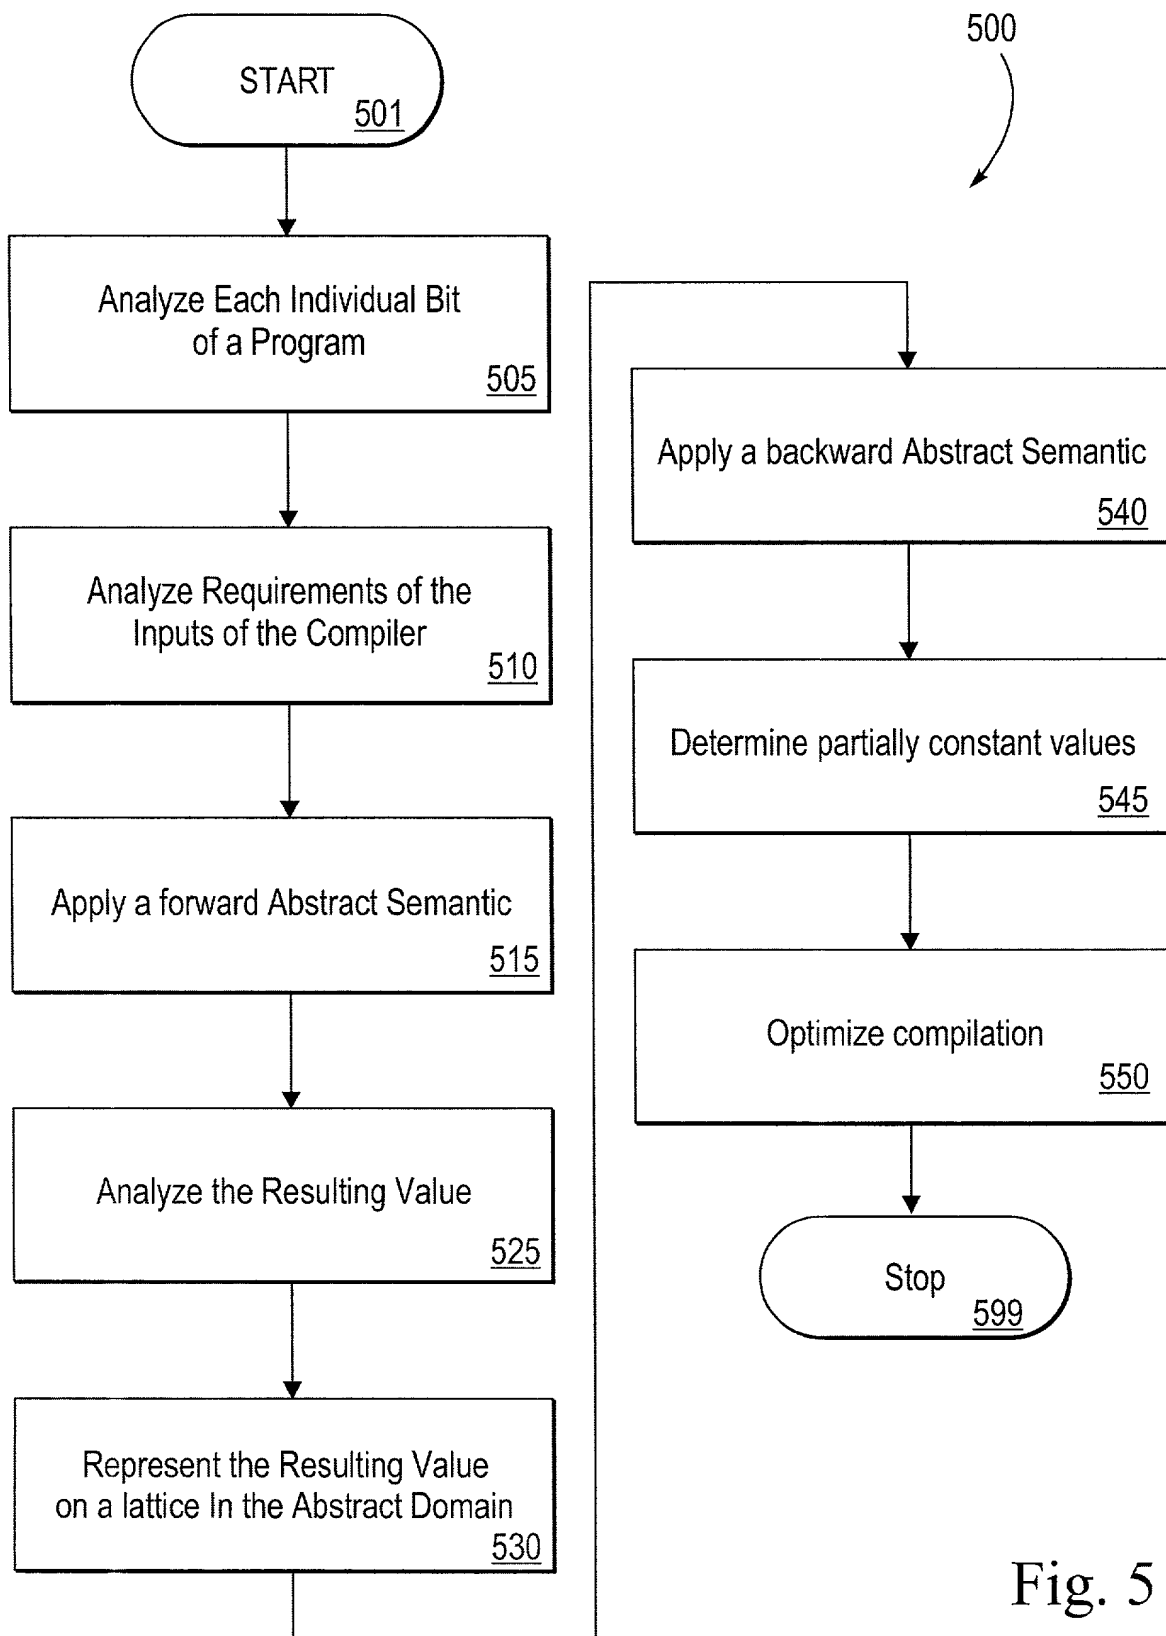 START
501
Analyze Each Individual Bit
of a Program
505
Analyze Requirements of the
Inputs of the Compiler
510
Apply a forward Abstract Semantic
515
Analyze the Resulting Value
525
Represent the Resulting Value
on a lattice In the Abstract Domain
530
500
Apply a backward Abstract Semantic
540
Determine partially constant values
545
Optimize compilation
550
Stop
599
Fig. 5